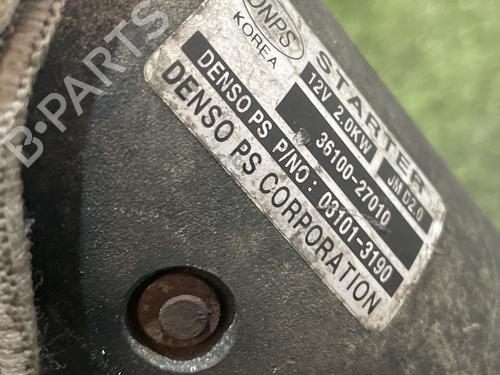 DNPS
KOREA
STARTER
12V 2.0KW JM D2.0
36100-27010
DENSO PS P/NO: 03101-3190
DENSO PS CORPORATION
B-PARTS